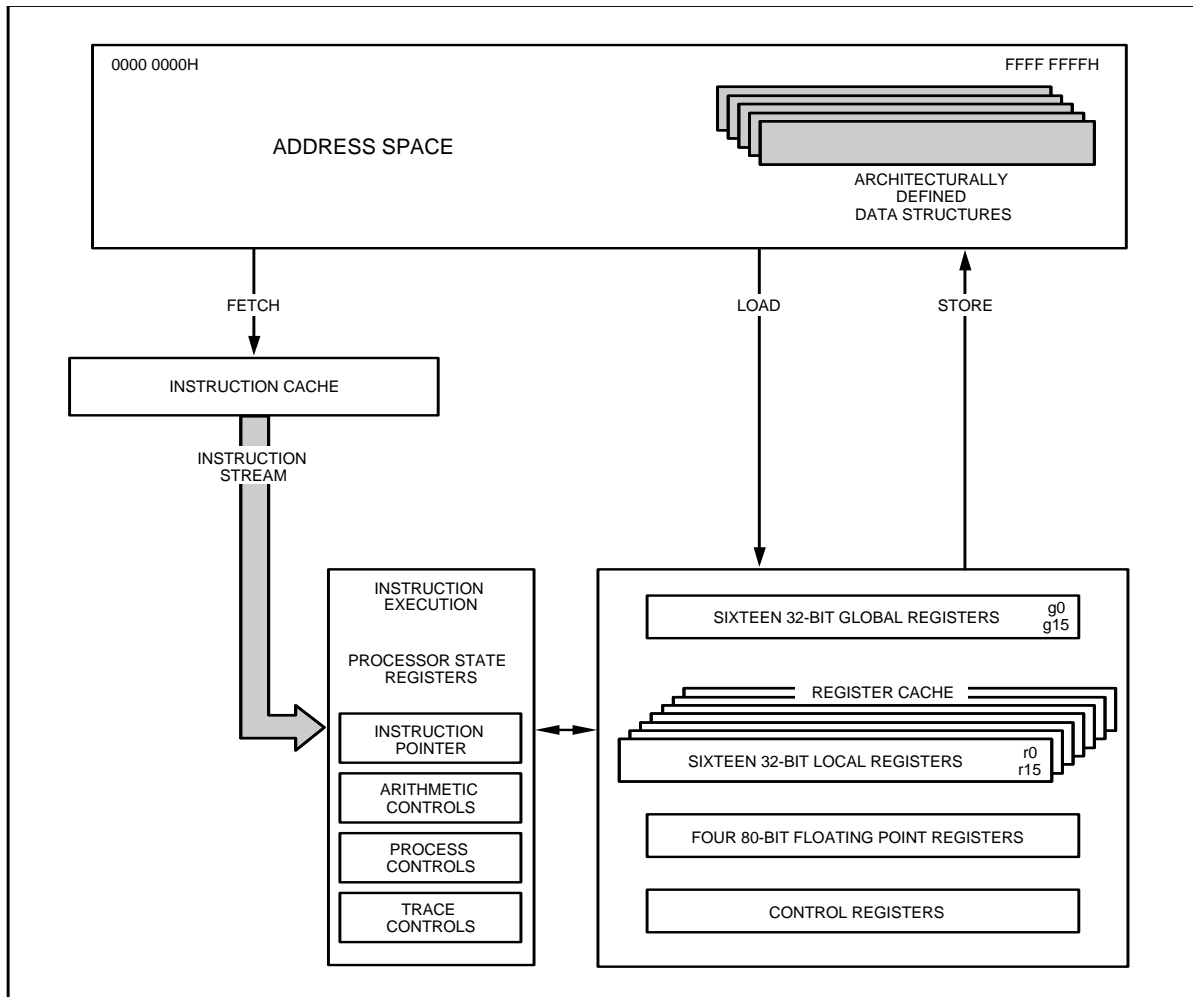 0000 0000H
FFFF FFFFH
ADDRESS SPACE
ARCHITECTURALLY
DEFINED
DATA STRUCTURES
FETCH
LOAD
STORE
INSTRUCTION CACHE
INSTRUCTION
STREAM
INSTRUCTION
EXECUTION
PROCESSOR STATE
REGISTERS
INSTRUCTION
POINTER
ARITHMETIC
CONTROLS
PROCESS
CONTROLS
TRACE
CONTROLS
SIXTEEN 32-BIT GLOBAL REGISTERS
g0
g15
REGISTER CACHE
SIXTEEN 32-BIT LOCAL REGISTERS
r0
r15
FOUR 80-BIT FLOATING POINT REGISTERS
CONTROL REGISTERS